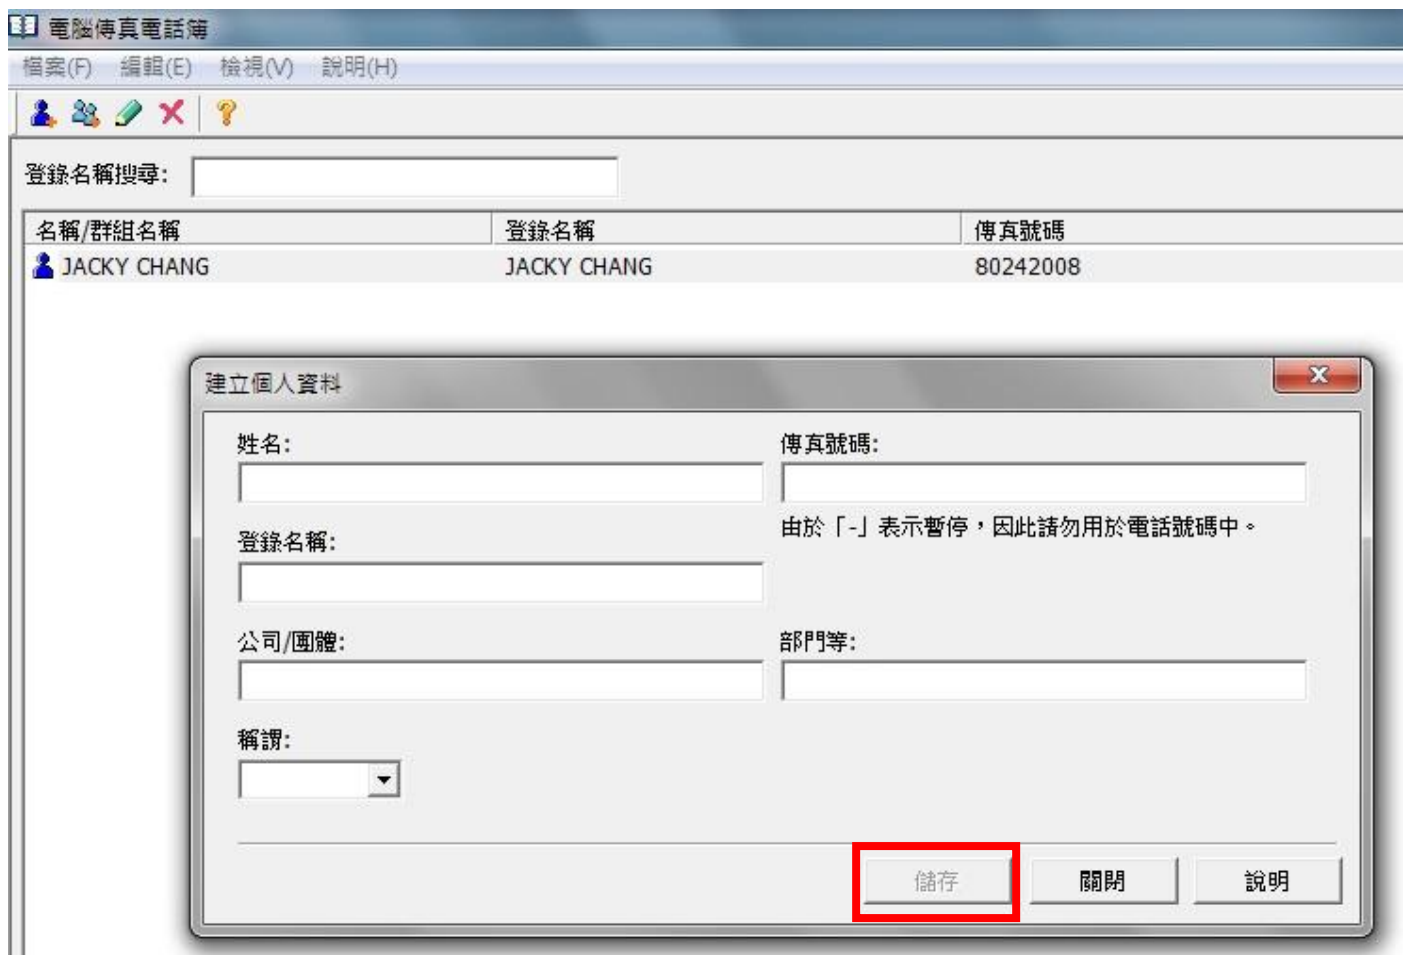 電腦傳真電話簿
檔案(F) 編輯(E) 檢視(V) 說明(H)
登錄名稱搜尋:
名稱/群組名稱 登錄名稱 傳真號碼
JACKY CHANG JACKY CHANG 80242008
建立個人資料
姓名: 傳真號碼:
由於「-」表示暫停，因此請勿用於電話號碼中。
登錄名稱:
公司/團體: 部門等:
稱謂:
儲存 關閉 說明